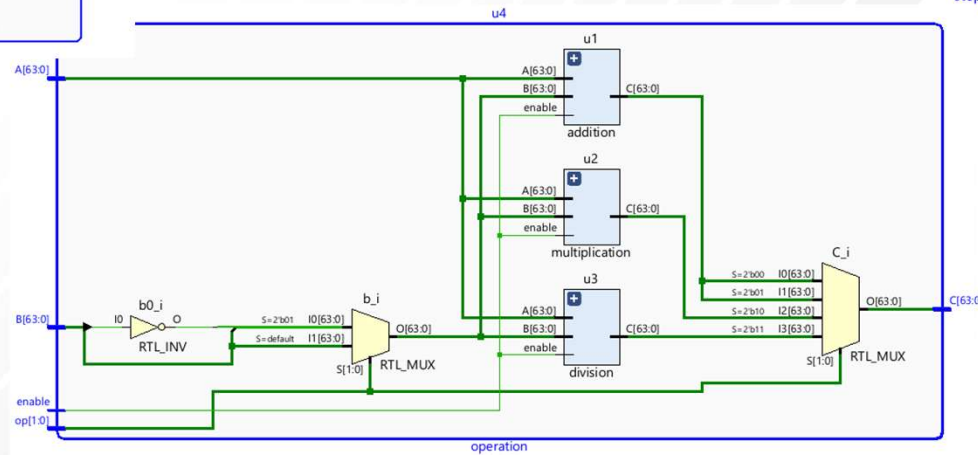 u4
u1
A[63:0]
A[63:0]
B[63:0]
C[63:0]
enable
addition
u2
A[63:0]
B[63:0]
C[63:0]
enable
multiplication
C_i
u3
S=2'b00 I0[63:0]
S=2'b01 I1[63:0]
O[63:0]
S=2'b10 I2[63:0]
S=2'b11 I3[63:0]
S[1:0]
RTL_MUX
A[63:0]
B[63:0]
C[63:0]
enable
division
b_i
b0_i
B[63:0]
I0
O
RTL_INV
S=2'b01 I0[63:0]
S=default I1[63:0]
O[63:0]
S[1:0]
RTL_MUX
enable
op[1:0]
operation